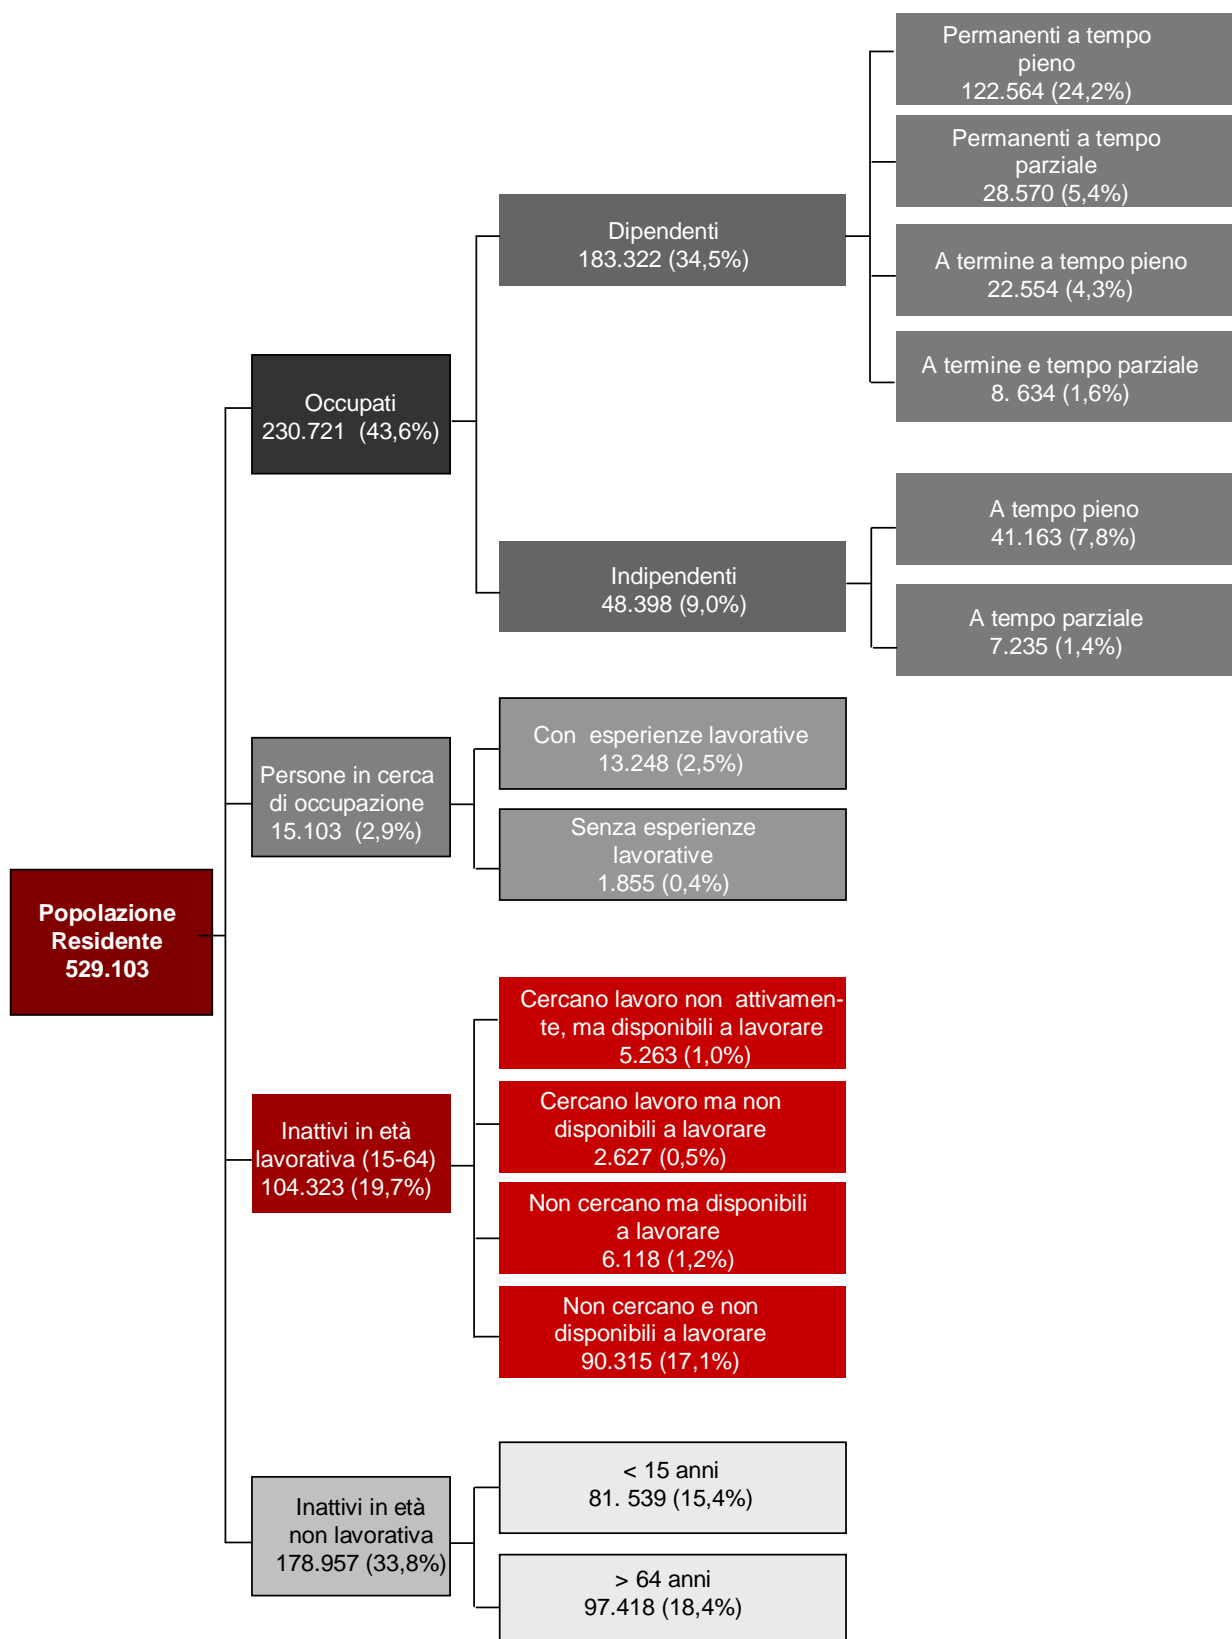 Permanenti a tempo
pieno
122.564 (24,2%)
Permanenti a tempo
parziale
28.570 (5,4%)
Dipendenti
183.322 (34,5%)
A termine a tempo pieno
22.554 (4,3%)
A termine e tempo parziale
8. 634 (1,6%)
Occupati
230.721  (43,6%)
A tempo pieno
41.163 (7,8%)
Indipendenti
48.398 (9,0%)
A tempo parziale
7.235 (1,4%)
Con  esperienze lavorative
13.248 (2,5%)
Persone in cerca
di occupazione
15.103  (2,9%)
Senza esperienze
lavorative
1.855 (0,4%)
Popolazione
Residente
529.103
Cercano lavoro non  attivamen-
te, ma disponibili a lavorare
5.263 (1,0%)
Cercano lavoro ma non
disponibili a lavorare
2.627 (0,5%)
Inattivi in età
lavorativa (15-64)
104.323 (19,7%)
Non cercano ma disponibili
a lavorare
6.118 (1,2%)
Non cercano e non
disponibili a lavorare
90.315 (17,1%)
< 15 anni
81. 539 (15,4%)
Inattivi in età
non lavorativa
178.957 (33,8%)
> 64 anni
97.418 (18,4%)